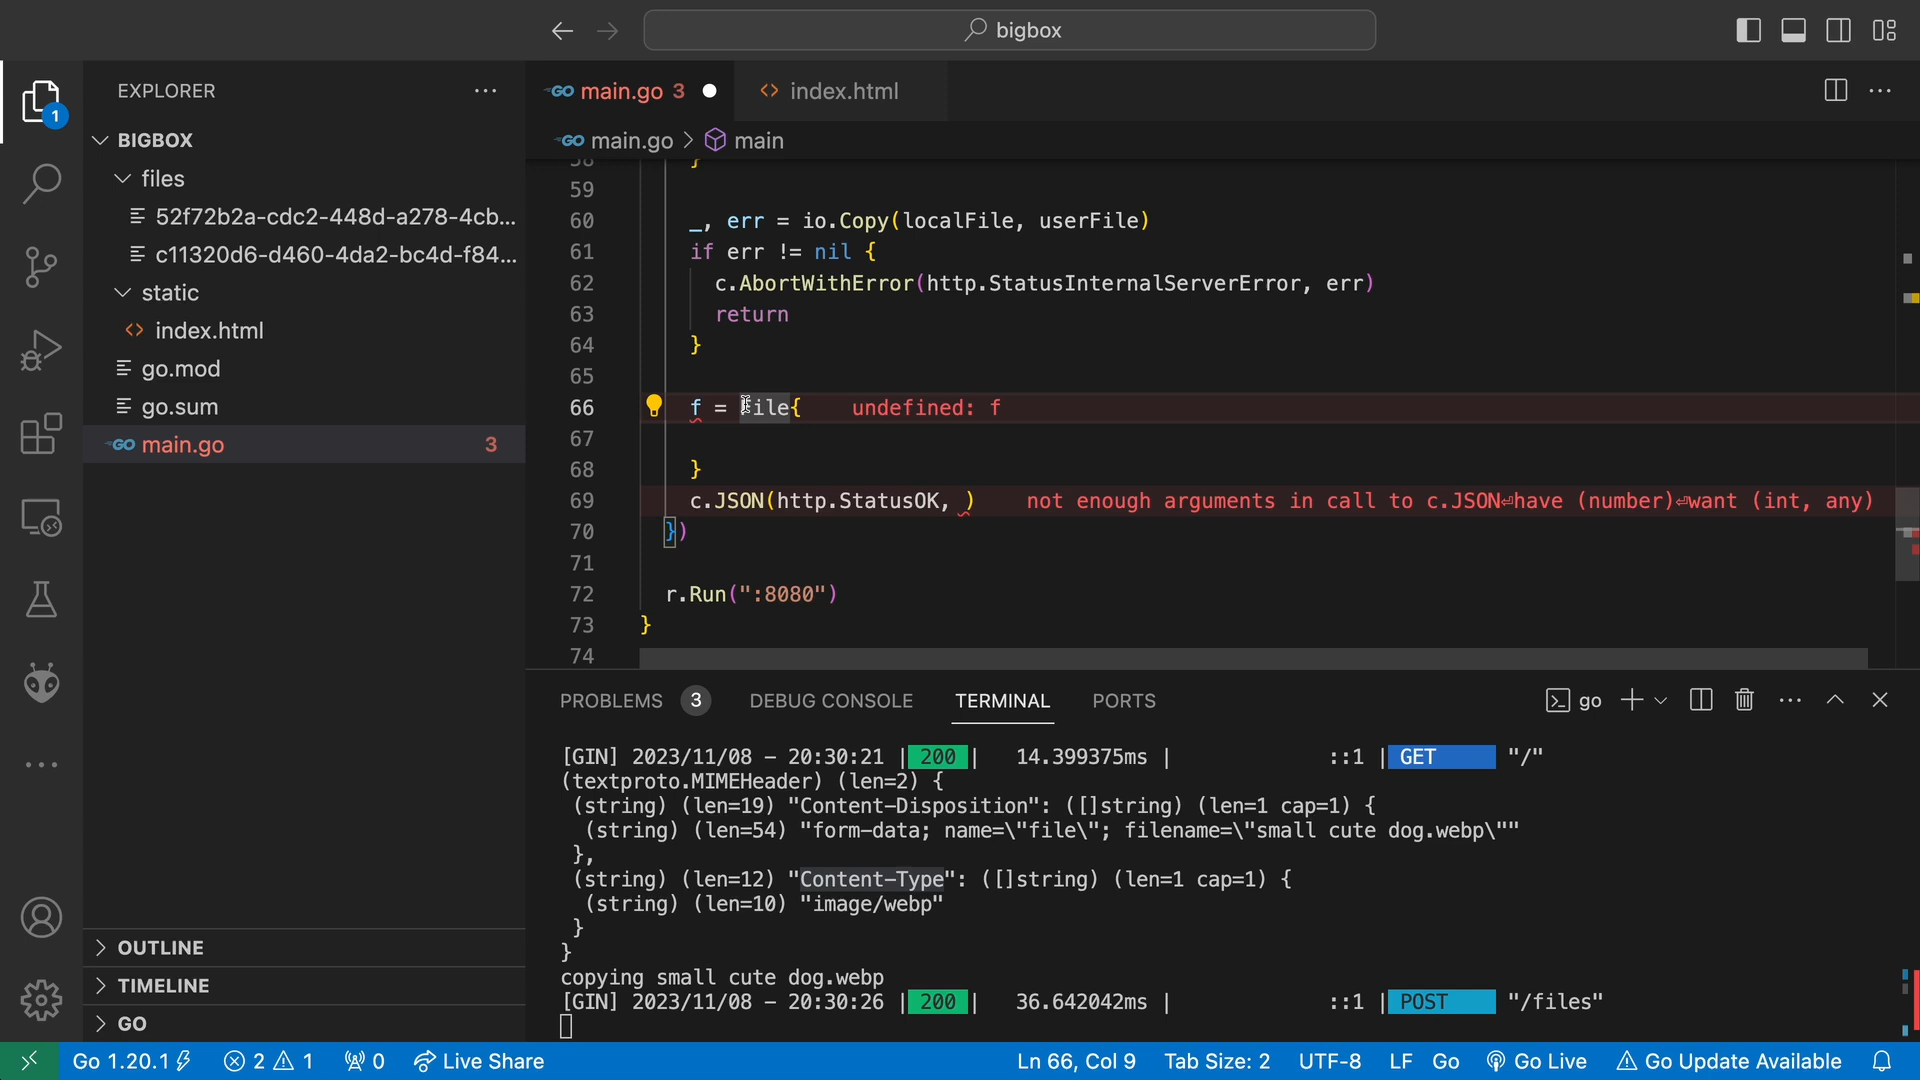 bigbox
1
EXPLORER
BIGBOX
files
52f72b2a-cdc2-448d-a278-4cb...
c11320d6-d460-4da2-bc4d-f84...
static
index.html
go.mod
go.sum
GO main.go 3
OUTLINE
TIMELINE
GO
GO main.go 3
index.html
GO main.go > main
58 }
59
60 _, err = io.Copy(localFile, userFile)
61 if err != nil {
62 c.AbortWithError(http.StatusInternalServerError, err)
63 return
64 }
65
66 f = File{ undefined: f
67
68 }
69 c.JSON(http.StatusOK, ) not enough arguments in call to c.JSON⏎have (number)⏎want (int, any)
70 })
71
72 r.Run(":8080")
73 }
74
PROBLEMS 3 DEBUG CONSOLE TERMINAL PORTS
go
[GIN] 2023/11/08 - 20:30:21 | 200 | 14.399375ms | ::1 | GET "/"
(textproto.MIMEHeader) (len=2) {
(string) (len=19) "Content-Disposition": ([]string) (len=1 cap=1) {
(string) (len=54) "form-data; name=\"file\"; filename=\"small cute dog.webp\""
},
(string) (len=12) "Content-Type": ([]string) (len=1 cap=1) {
(string) (len=10) "image/webp"
}
}
copying small cute dog.webp
[GIN] 2023/11/08 - 20:30:26 | 200 | 36.642042ms | ::1 | POST "/files"
Go 1.20.1 2 1 0 Live Share Ln 66, Col 9 Tab Size: 2 UTF-8 LF Go Go Live Go Update Available